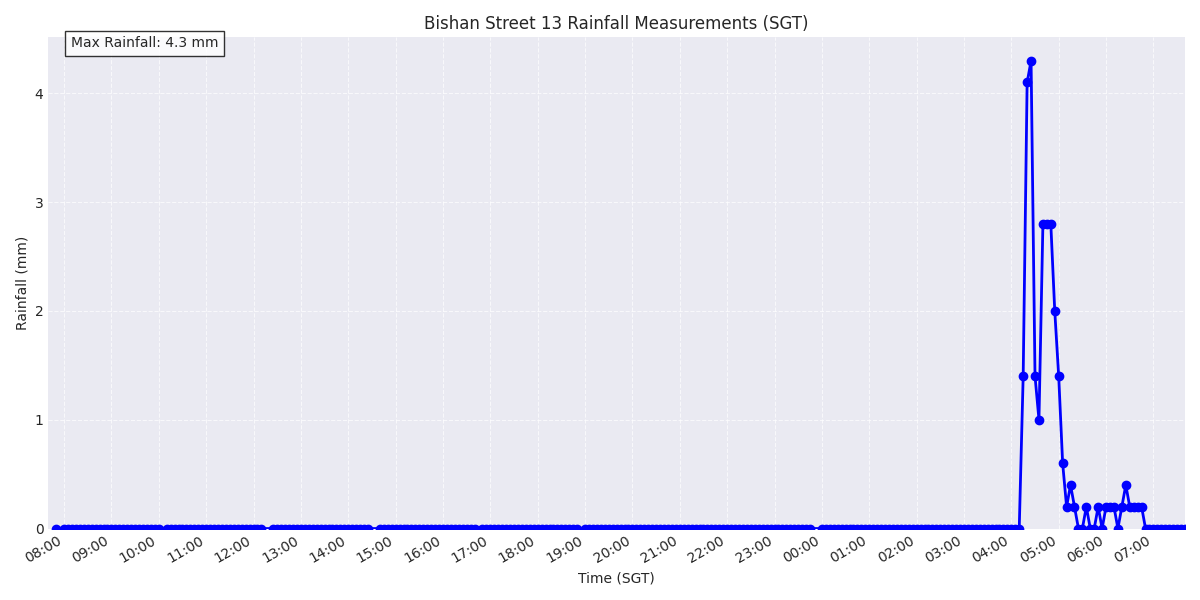 Bishan Street 13 Rainfall Measurements (SGT)
Max Rainfall: 4.3 mm
Rainfall (mm)
4
3
2
1
0
08:00 09:00 10:00 11:00 12:00 13:00 14:00 15:00 16:00 17:00 18:00 19:00 20:00 21:00 22:00 23:00 00:00 01:00 02:00 03:00 04:00 05:00 06:00 07:00
Time (SGT)